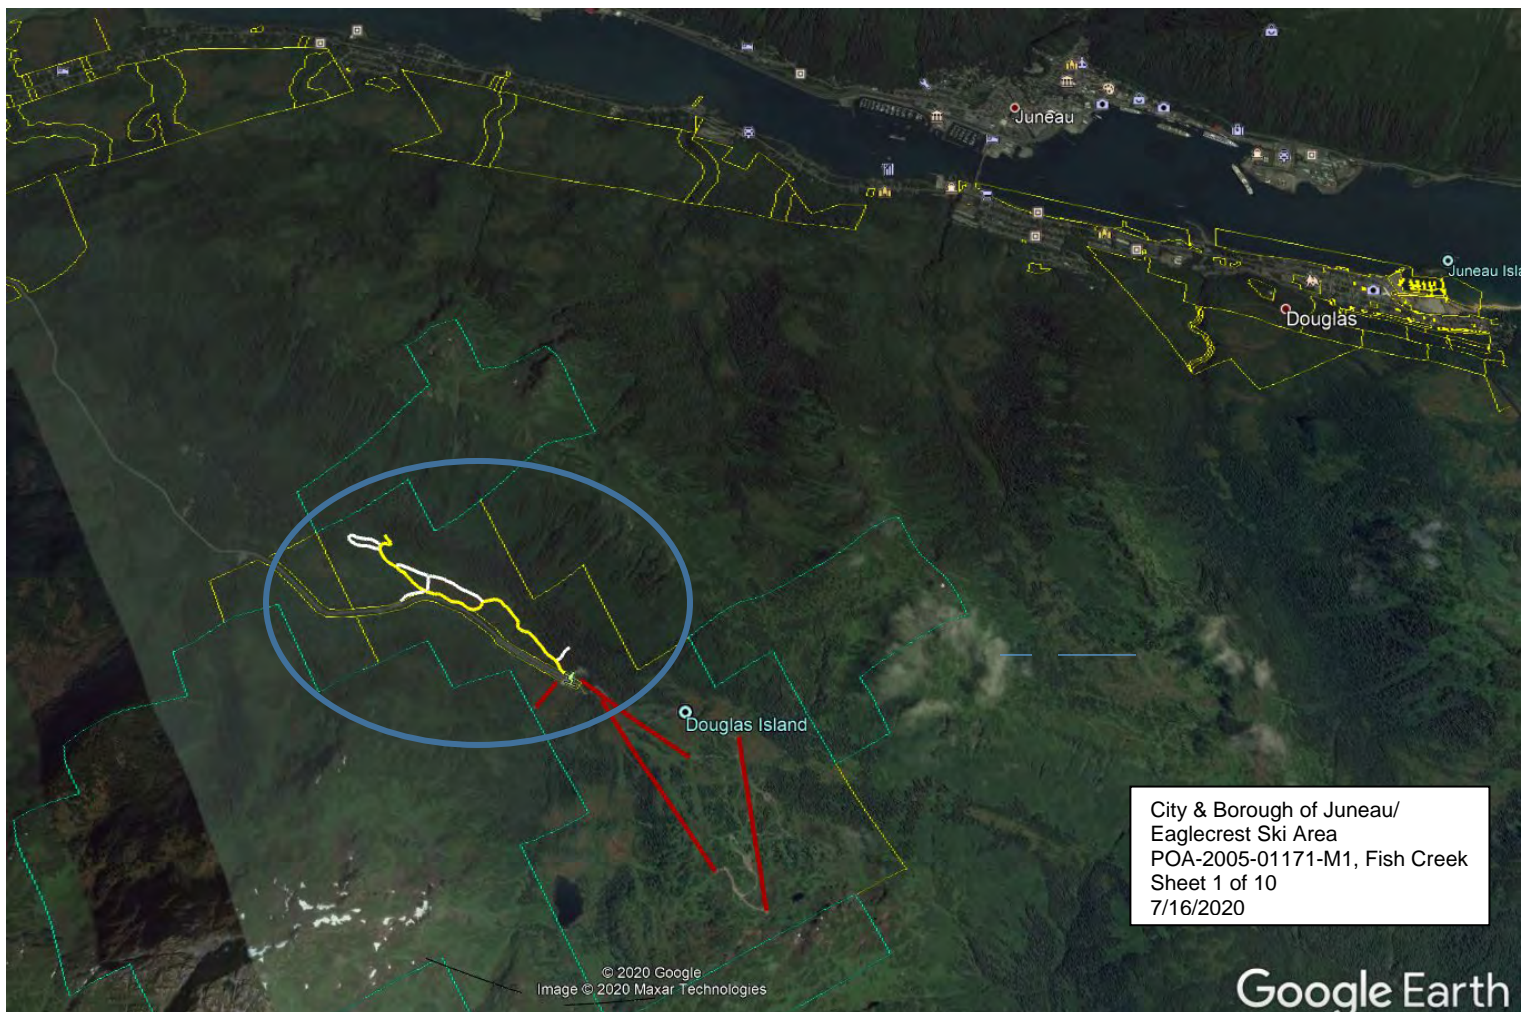 Juneau
Juneau Isla
Douglas
Douglas Island
City & Borough of Juneau/
Eaglecrest Ski Area
POA-2005-01171-M1, Fish Creek
Sheet 1 of 10
7/16/2020
© 2020 Google
Image © 2020 Maxar Technologies
Google Earth